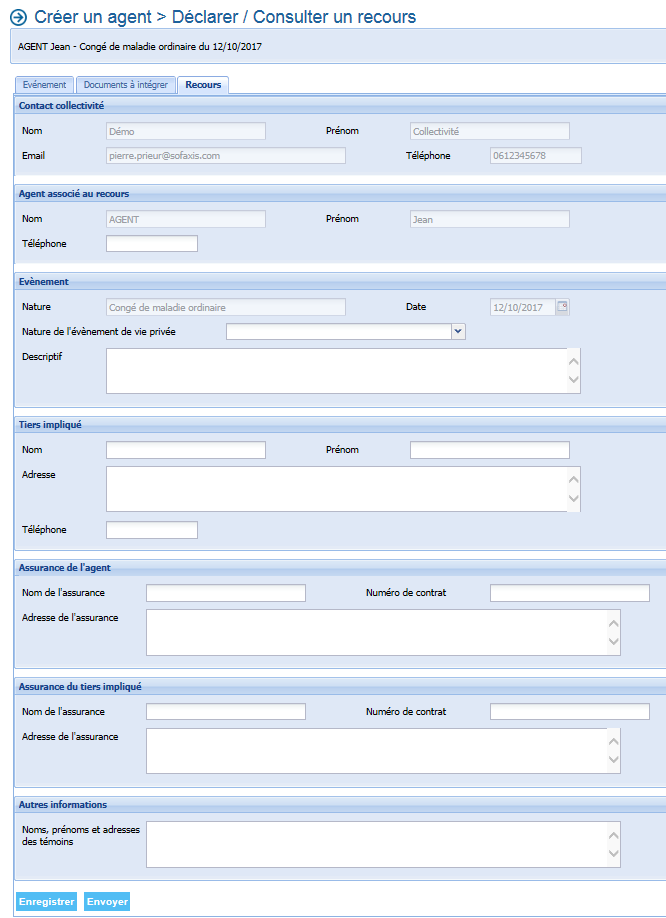 Créer un agent > Déclarer / Consulter un recours
AGENT Jean - Congé de maladie ordinaire du 12/10/2017
Evénement Documents à intégrer Recours
Contact collectivité
Nom Démo Prénom Collectivité
Email pierre.prieur@sofaxis.com Téléphone 0612345678
Agent associé au recours
Nom AGENT Prénom Jean
Téléphone
Evènement
Nature Congé de maladie ordinaire Date 12/10/2017
Nature de l'évènement de vie privée
Descriptif
Tiers impliqué
Nom Prénom
Adresse
Téléphone
Assurance de l'agent
Nom de l'assurance Numéro de contrat
Adresse de l'assurance
Assurance du tiers impliqué
Nom de l'assurance Numéro de contrat
Adresse de l'assurance
Autres informations
Noms, prénoms et adresses
des témoins
Enregistrer Envoyer